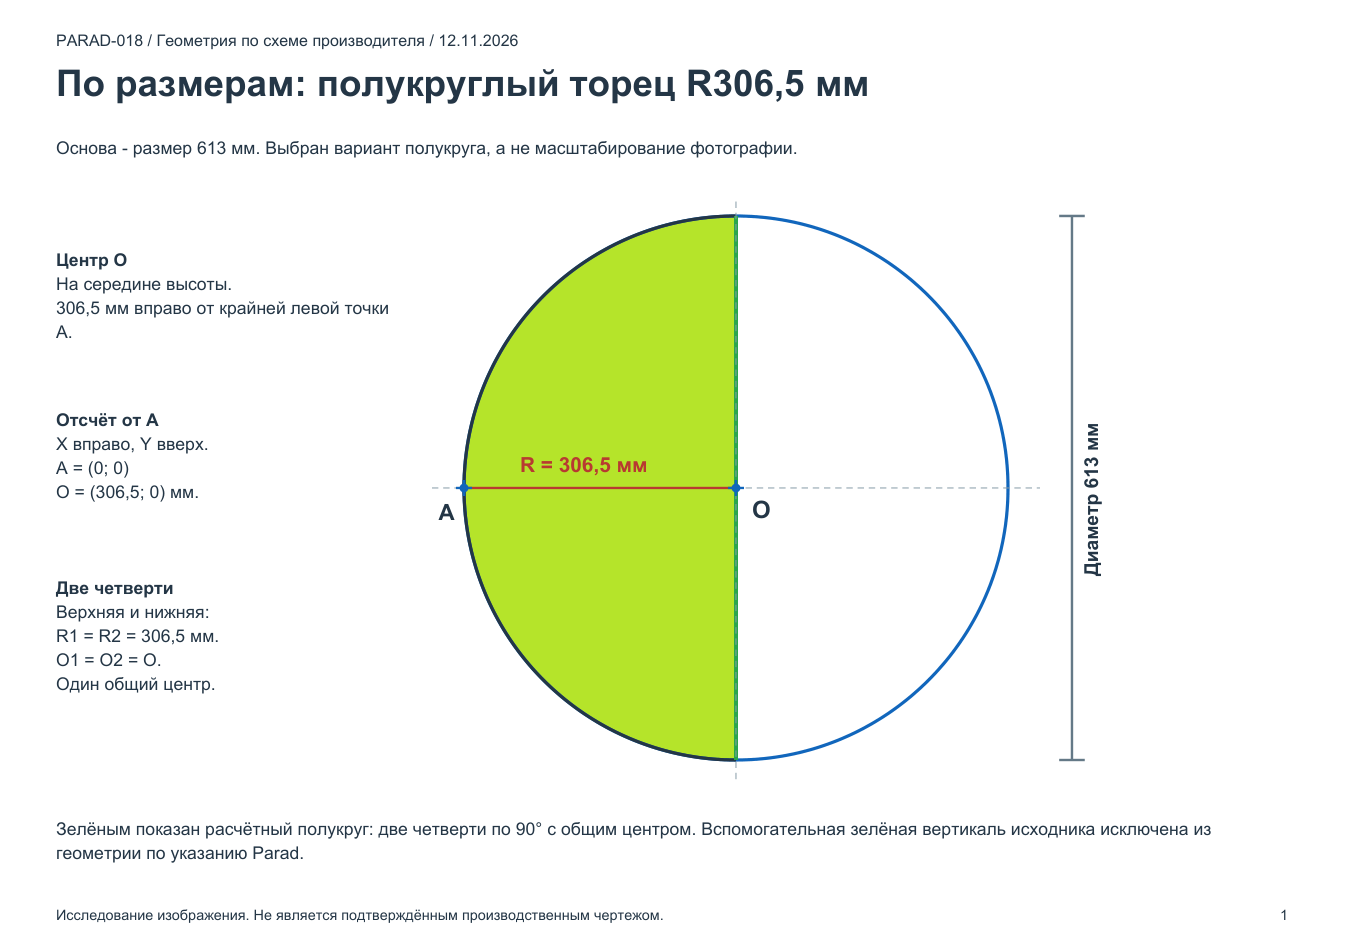 PARAD-018 / Геометрия по схеме производителя / 12.11.2026
По размерам: полукруглый торец R306,5 мм
Основа - размер 613 мм. Выбран вариант полукруга, а не масштабирование фотографии.
Центр O
На середине высоты.
306,5 мм вправо от крайней левой точки
A.
Отсчёт от A
X вправо, Y вверх.
A = (0; 0)
O = (306,5; 0) мм.
Две четверти
Верхняя и нижняя:
R1 = R2 = 306,5 мм.
O1 = O2 = O.
Один общий центр.
R = 306,5 мм
A
O
Диаметр 613 мм
Зелёным показан расчётный полукруг: две четверти по 90° с общим центром. Вспомогательная зелёная вертикаль исходника исключена из
геометрии по указанию Parad.
Исследование изображения. Не является подтверждённым производственным чертежом.
1